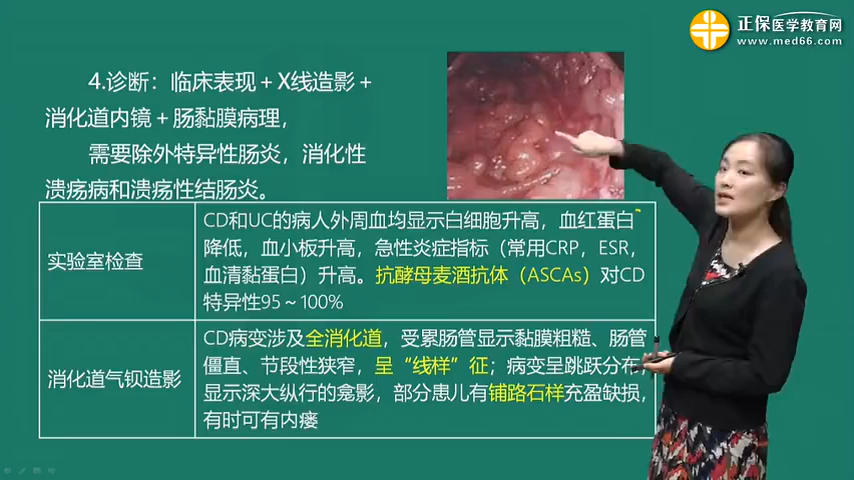 正保医学教育网
www.med66.com
4.诊断：临床表现＋X线造影＋
消化道内镜＋肠黏膜病理，
需要除外特异性肠炎，消化性
溃疡病和溃疡性结肠炎。
实验室检查
CD和UC的病人外周血均显示白细胞升高，血红蛋白
降低，血小板升高，急性炎症指标（常用CRP，ESR，
血清黏蛋白）升高。抗酵母麦酒抗体（ASCAs）对CD
特异性95～100%
消化道气钡造影
CD病变涉及全消化道，受累肠管显示黏膜粗糙、肠管
僵直、节段性狭窄，呈“线样”征；病变呈跳跃分布，
显示深大纵行的龛影，部分患儿有铺路石样充盈缺损，
有时可有内瘘